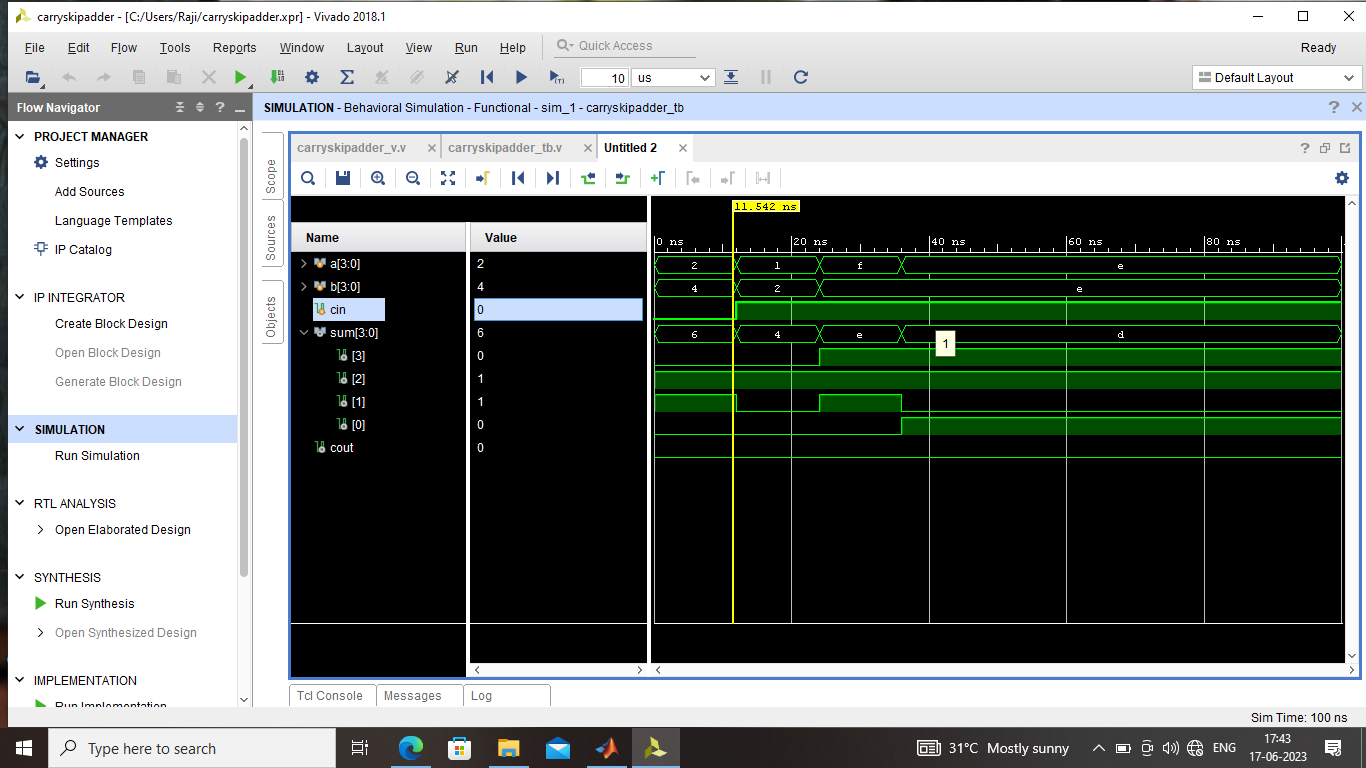 carryskipadder - [C:/Users/Raji/carryskipadder.xpr] - Vivado 2018.1
File Edit Flow Tools Reports Window Layout View Run Help Quick Access Ready
10 us Default Layout
Flow Navigator
SIMULATION - Behavioral Simulation - Functional - sim_1 - carryskipadder_tb
PROJECT MANAGER
Settings
Add Sources
Language Templates
IP Catalog
IP INTEGRATOR
Create Block Design
Open Block Design
Generate Block Design
SIMULATION
Run Simulation
RTL ANALYSIS
Open Elaborated Design
SYNTHESIS
Run Synthesis
Open Synthesized Design
IMPLEMENTATION
Run Implementation
Scope
Sources
Objects
carryskipadder_v.v carryskipadder_tb.v Untitled 2
11.542 ns
Name Value
0 ns 20 ns 40 ns 60 ns 80 ns
a[3:0] 2 2 1 f e
b[3:0] 4 4 2 e
cin 0
sum[3:0] 6 6 4 e d
1
[3] 0
[2] 1
[1] 1
[0] 0
cout 0
Tcl Console Messages Log
Sim Time: 100 ns
Type here to search
31°C Mostly sunny
ENG
17:43
17-06-2023